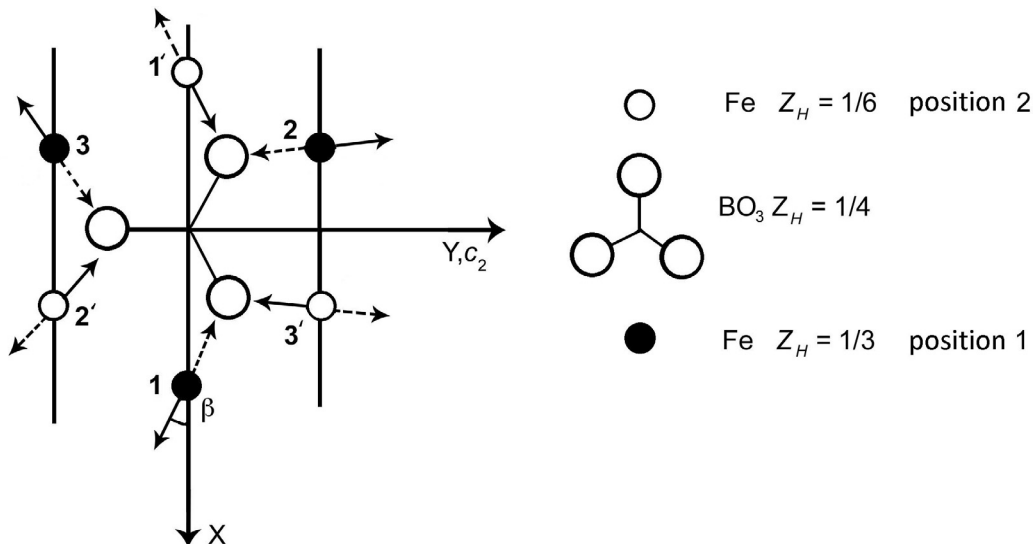 1′
2
3
Y,c₂
2′
3′
1
β
X
Fe Z_H = 1/6 position 2
BO₃ Z_H = 1/4
Fe Z_H = 1/3 position 1